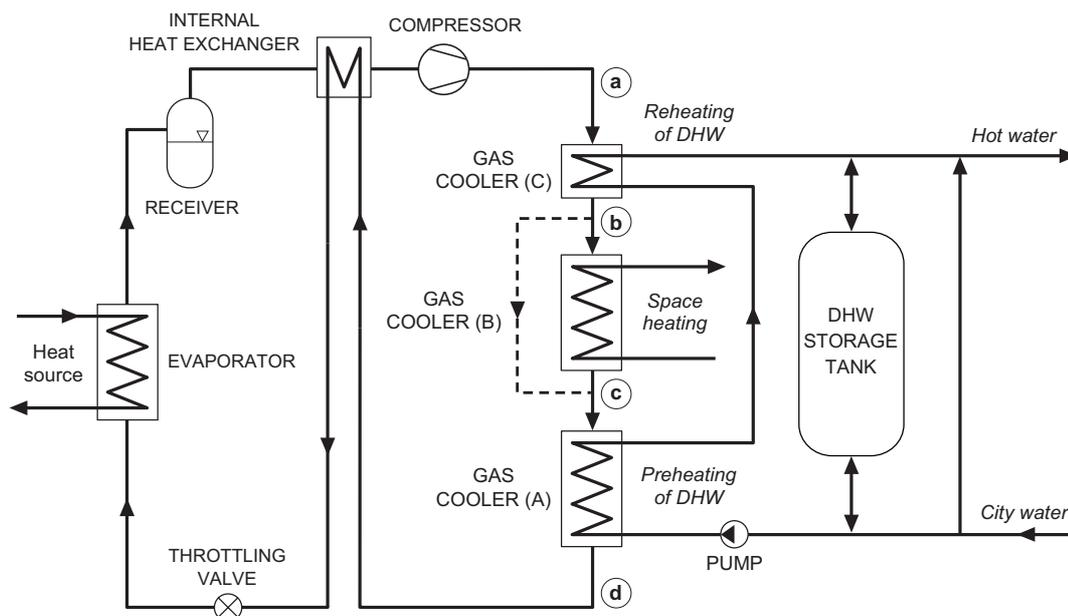 INTERNAL
HEAT EXCHANGER
COMPRESSOR
a
Reheating
of DHW
Hot water
GAS
COOLER (C)
RECEIVER
b
GAS
COOLER (B)
Space
heating
DHW
STORAGE
TANK
Heat
source
EVAPORATOR
c
GAS
COOLER (A)
Preheating
of DHW
City water
PUMP
THROTTLING
VALVE
d